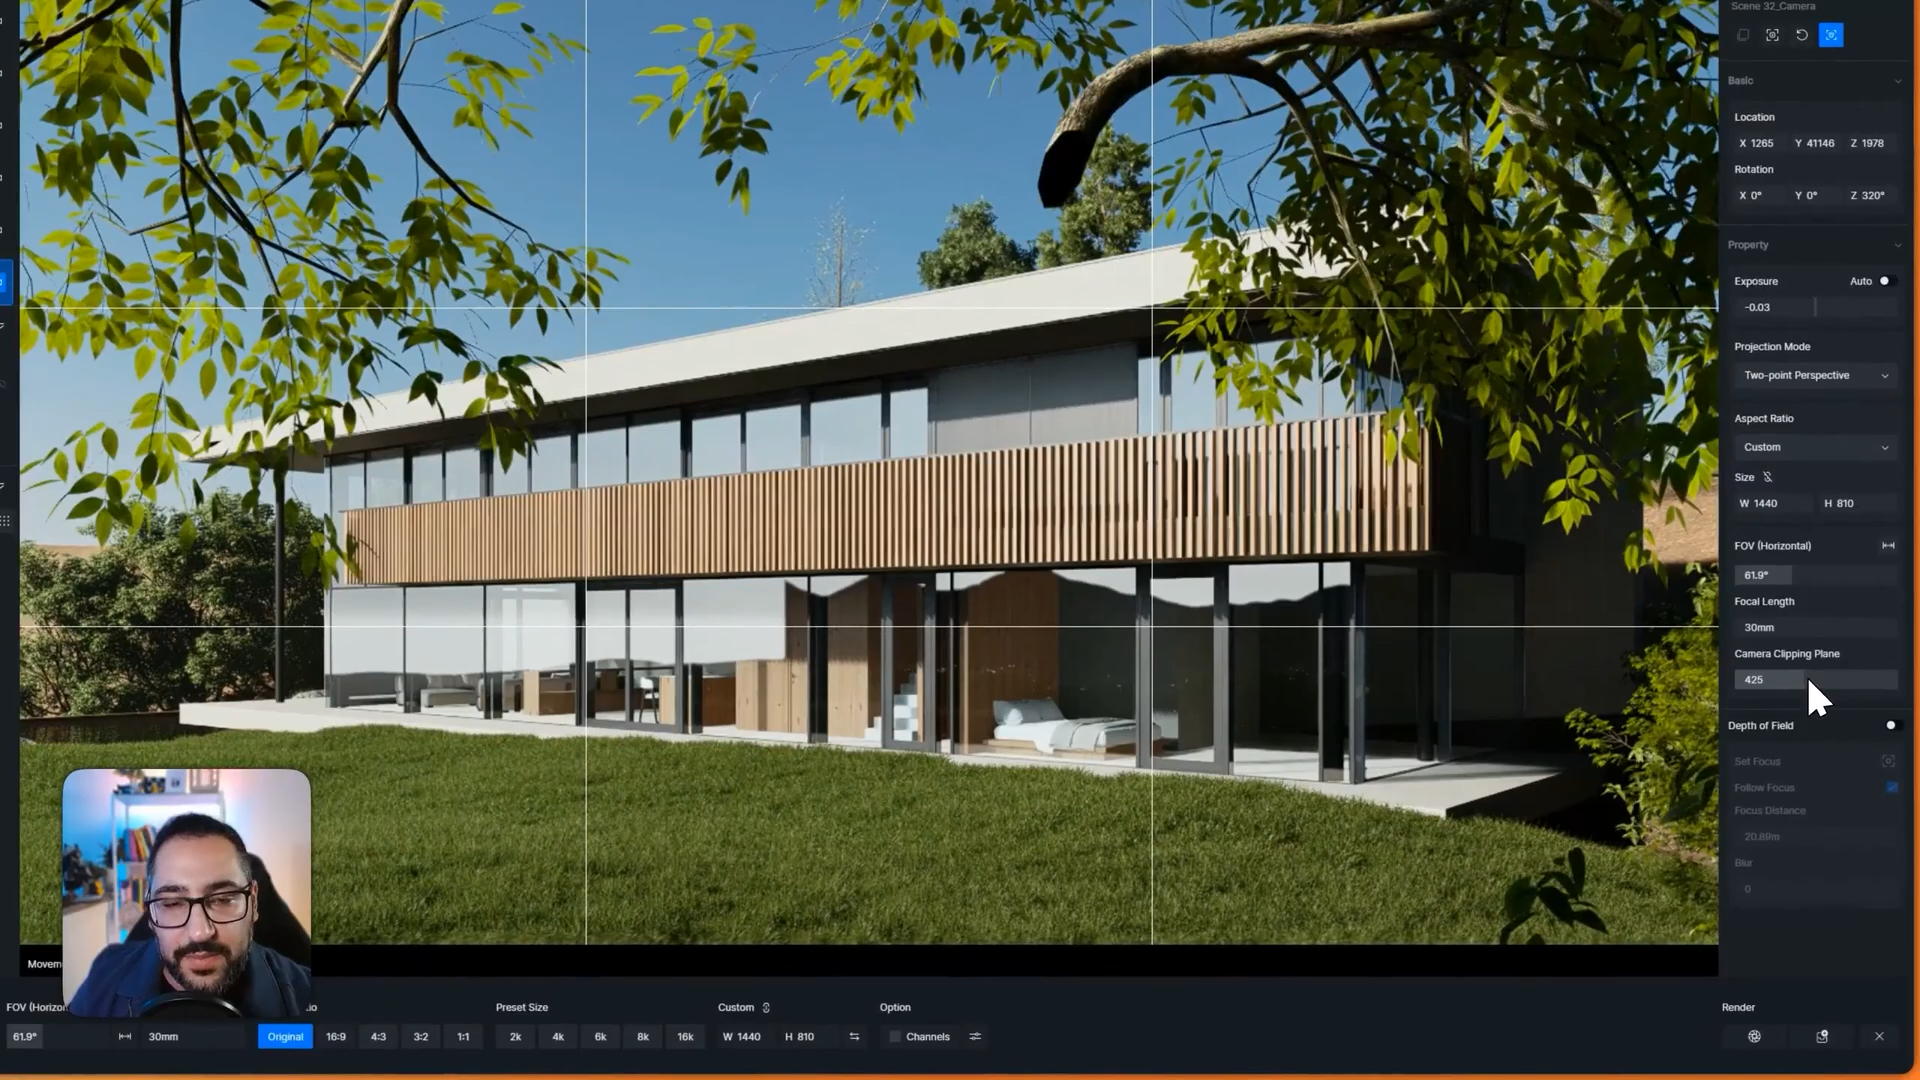 Scene 32_Camera
Basic
Location
X 1265 Y 41146 Z 1978
Rotation
X 0° Y 0° Z 320°
Property
Exposure Auto
-0.03
Projection Mode
Two-point Perspective
Aspect Ratio
Custom
Size
W 1440 H 810
FOV (Horizontal)
61.9°
Focal Length
30mm
Camera Clipping Plane
425
Depth of Field
Set Focus
Follow Focus
Focus Distance
20.89m
Blur
0
Movem
FOV (Horizon io Preset Size Custom Option Render
61.9° 30mm Original 16:9 4:3 3:2 1:1 2k 4k 6k 8k 16k W 1440 H 810 Channels